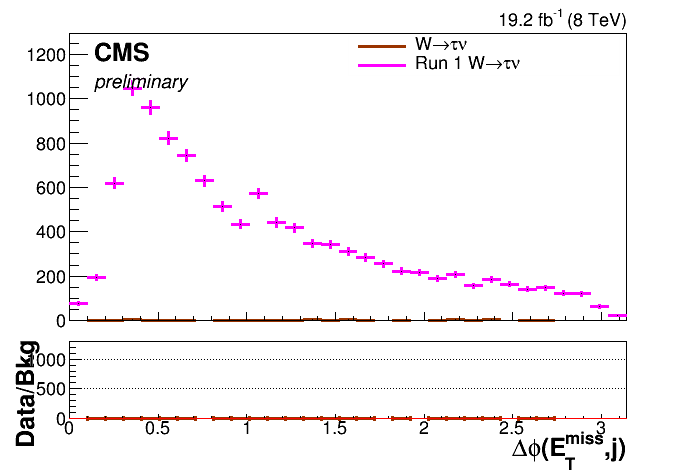 19.2 fb⁻¹ (8 TeV)
CMS
preliminary
W→τν
Run 1 W→τν
1200
1000
800
600
400
200
0
Data/Bkg
1000
500
0
0 0.5 1 1.5 2 2.5 3
Δϕ(E_T^miss,j)